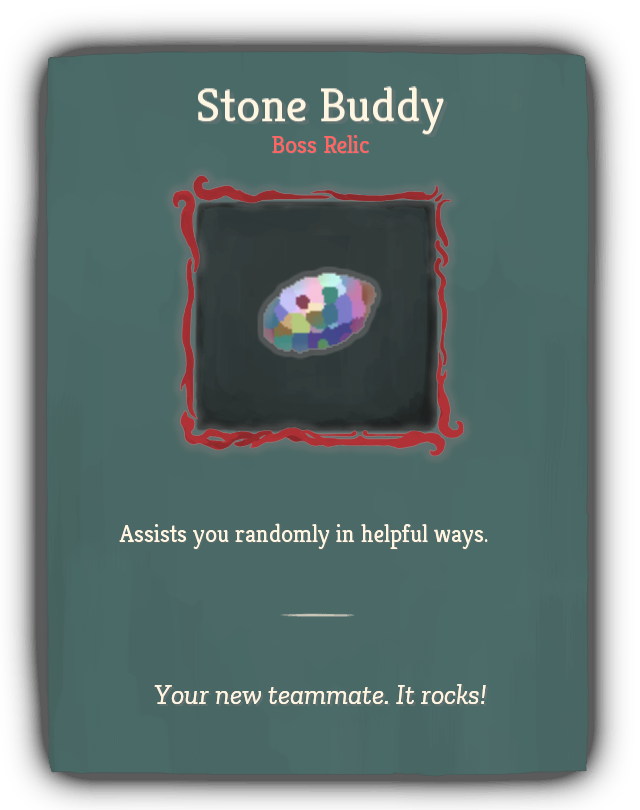 Stone Buddy
Boss Relic
Assists you randomly in helpful ways.
Your new teammate. It rocks!